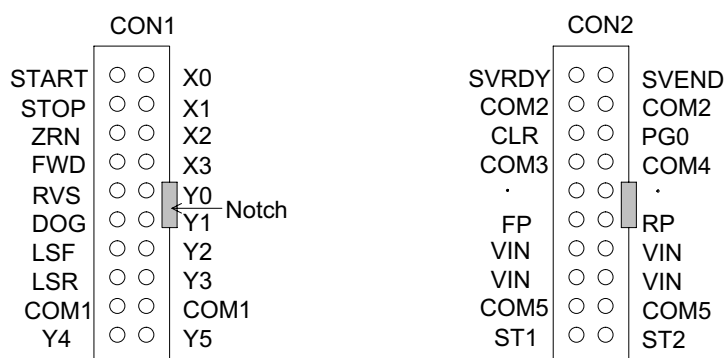 CON1 CON2
START X0 SVRDY SVEND
STOP X1 COM2 COM2
ZRN X2 CLR PG0
FWD X3 COM3 COM4
RVS Y0 · ·
DOG Y1 Notch FP RP
LSF Y2 VIN VIN
LSR Y3 VIN VIN
COM1 COM1 COM5 COM5
Y4 Y5 ST1 ST2